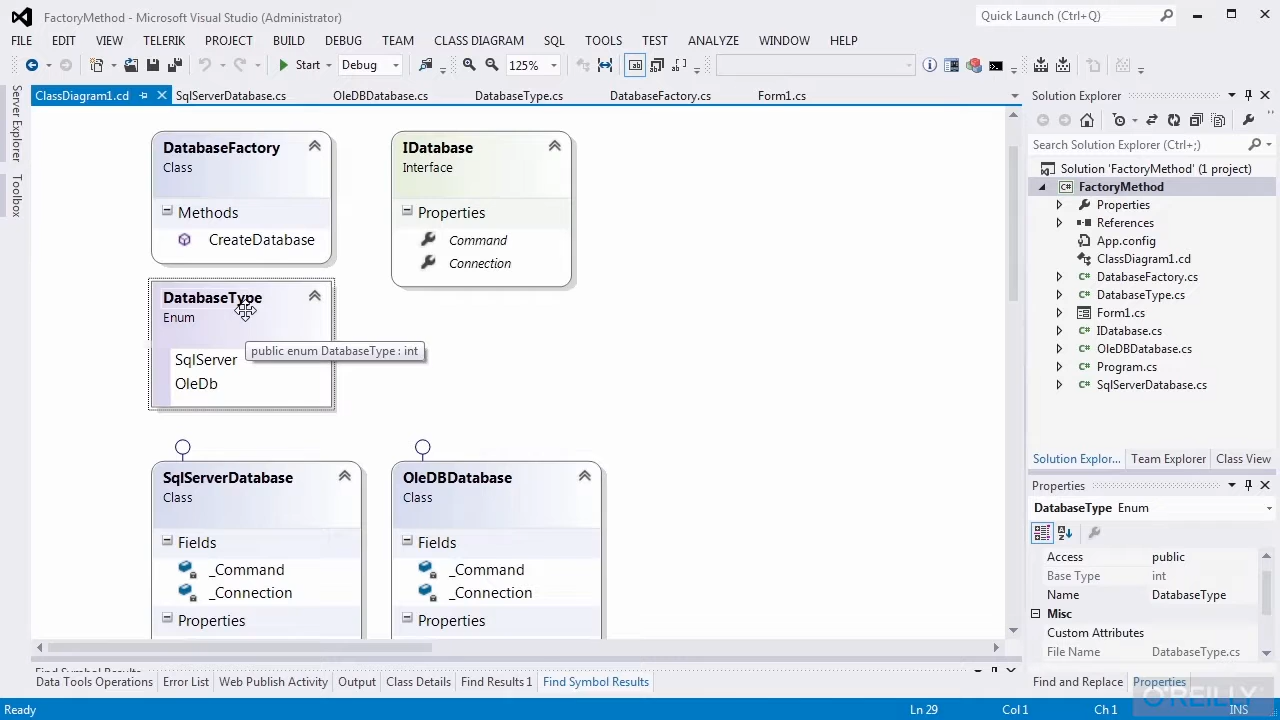 FactoryMethod - Microsoft Visual Studio (Administrator)
Quick Launch (Ctrl+Q)
FILE EDIT VIEW TELERIK PROJECT BUILD DEBUG TEAM CLASS DIAGRAM SQL TOOLS TEST ANALYZE WINDOW HELP
Start Debug 125%
Server Explorer
Toolbox
ClassDiagram1.cd SqlServerDatabase.cs OleDBDatabase.cs DatabaseType.cs DatabaseFactory.cs Form1.cs
DatabaseFactory
Class
Methods
CreateDatabase
IDatabase
Interface
Properties
Command
Connection
DatabaseType
Enum
SqlServer
OleDb
public enum DatabaseType : int
SqlServerDatabase
Class
Fields
_Command
_Connection
Properties
OleDBDatabase
Class
Fields
_Command
_Connection
Properties
Solution Explorer
Search Solution Explorer (Ctrl+;)
Solution 'FactoryMethod' (1 project)
FactoryMethod
Properties
References
App.config
ClassDiagram1.cd
DatabaseFactory.cs
DatabaseType.cs
Form1.cs
IDatabase.cs
OleDBDatabase.cs
Program.cs
SqlServerDatabase.cs
Solution Explor... Team Explorer Class View
Properties
DatabaseType Enum
Access public
Base Type int
Name DatabaseType
Misc
Custom Attributes
File Name DatabaseType.cs
Find and Replace Properties
Find Symbol Results
Data Tools Operations Error List Web Publish Activity Output Class Details Find Results 1 Find Symbol Results
Ready Ln 29 Col 1 Ch 1 INS
O'REILLY